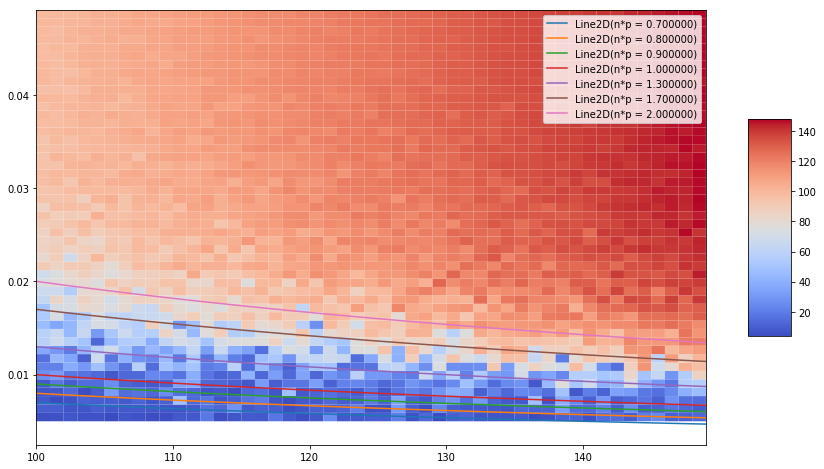 Line2D(n*p = 0.700000)
Line2D(n*p = 0.800000)
Line2D(n*p = 0.900000)
Line2D(n*p = 1.000000)
Line2D(n*p = 1.300000)
Line2D(n*p = 1.700000)
Line2D(n*p = 2.000000)
0.04
0.03
0.02
0.01
100 110 120 130 140
140
120
100
80
60
40
20